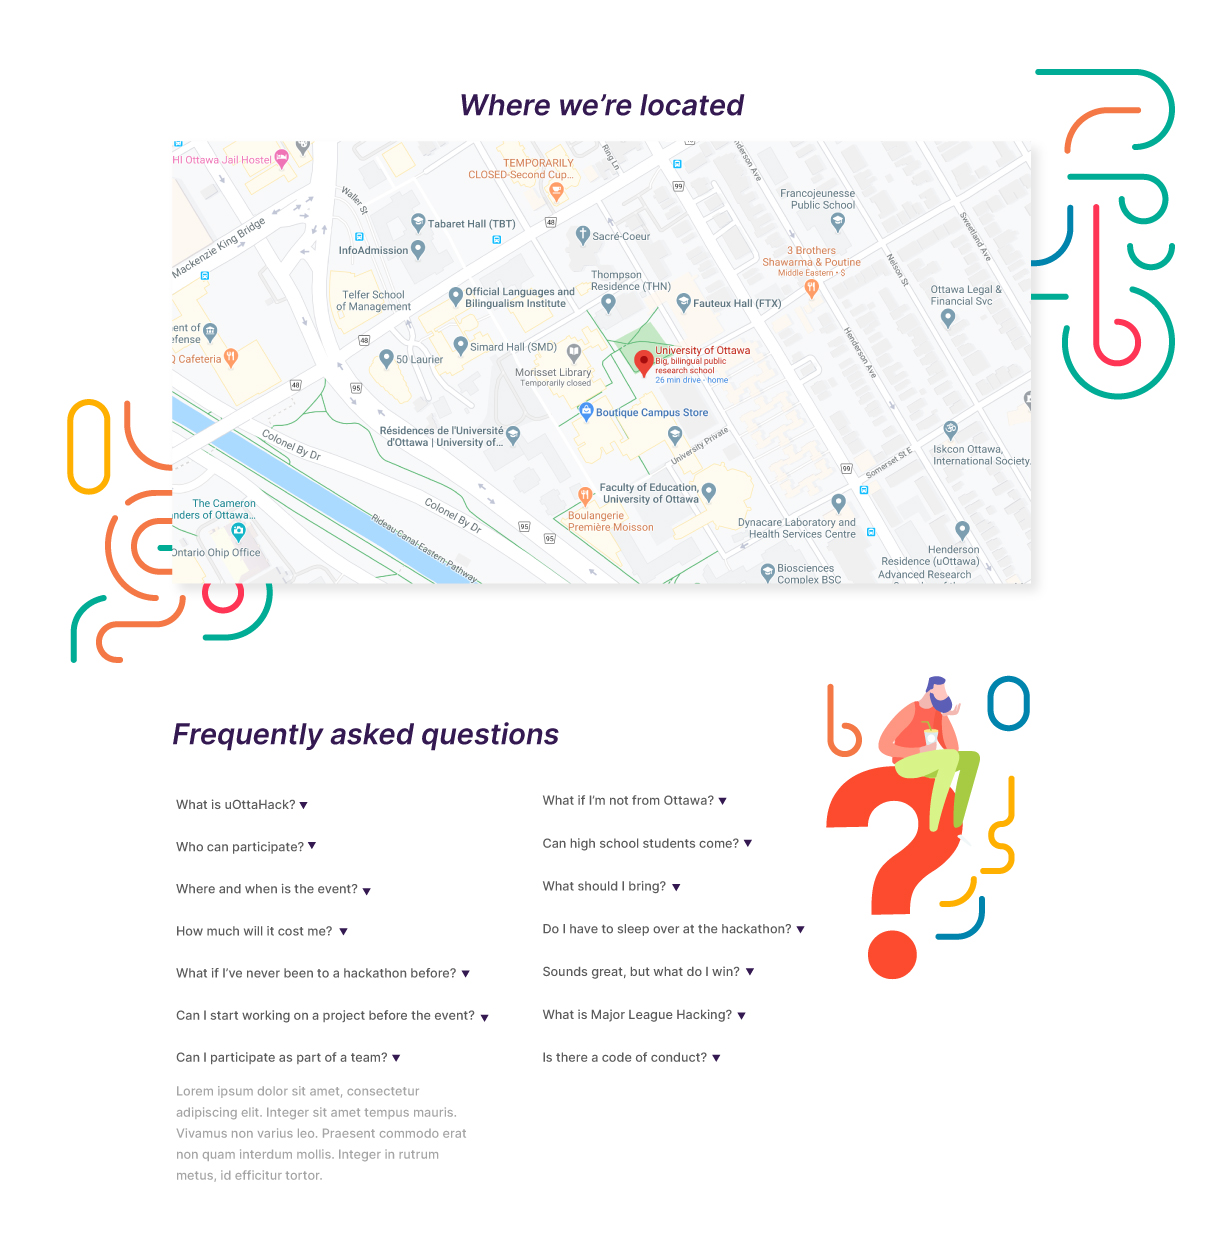 Where we're located
HI Ottawa Jail Hostel
TEMPORARILY
CLOSED-Second Cup...
Ring Ln
Henderson Ave
99
Francojeunesse
Public School
Waller St
48
Tabaret Hall (TBT)
InfoAdmission
Sacré-Coeur
Mackenzie King Bridge
Sweetland Ave
3 Brothers
Shawarma & Poutine
Middle Eastern • $
Nelson St
Thompson
Residence (THN)
Telfer School
of Management
Official Languages and
Bilingualism Institute
Fauteux Hall (FTX)
Ottawa Legal &
Financial Svc
ent of
efense
Q Cafeteria
48
50 Laurier
Simard Hall (SMD)
Henderson Ave
University of Ottawa
Big, bilingual public
research school
26 min drive - home
Morisset Library
Temporarily closed
48
95
Boutique Campus Store
Résidences de l'Université
d'Ottawa | University of...
Colonel By Dr
University Private
Iskcon Ottawa,
International Society.
99
Somerset St E
Faculty of Education,
University of Ottawa
The Cameron
nders of Ottawa...
Colonel By Dr
Boulangerie
Première Moisson
Rideau-Canal-Eastern-Pathway
95
95
Dynacare Laboratory and
Health Services Centre
Ontario Ohip Office
Henderson
Residence (uOttawa)
Biosciences
Complex BSC
Advanced Research
Frequently asked questions
What is uOttaHack?
Who can participate?
Where and when is the event?
How much will it cost me?
What if I've never been to a hackathon before?
Can I start working on a project before the event?
Can I participate as part of a team?
Lorem ipsum dolor sit amet, consectetur
adipiscing elit. Integer sit amet tempus mauris.
Vivamus non varius leo. Praesent commodo erat
non quam interdum mollis. Integer in rutrum
metus, id efficitur tortor.
What if I'm not from Ottawa?
Can high school students come?
What should I bring?
Do I have to sleep over at the hackathon?
Sounds great, but what do I win?
What is Major League Hacking?
Is there a code of conduct?